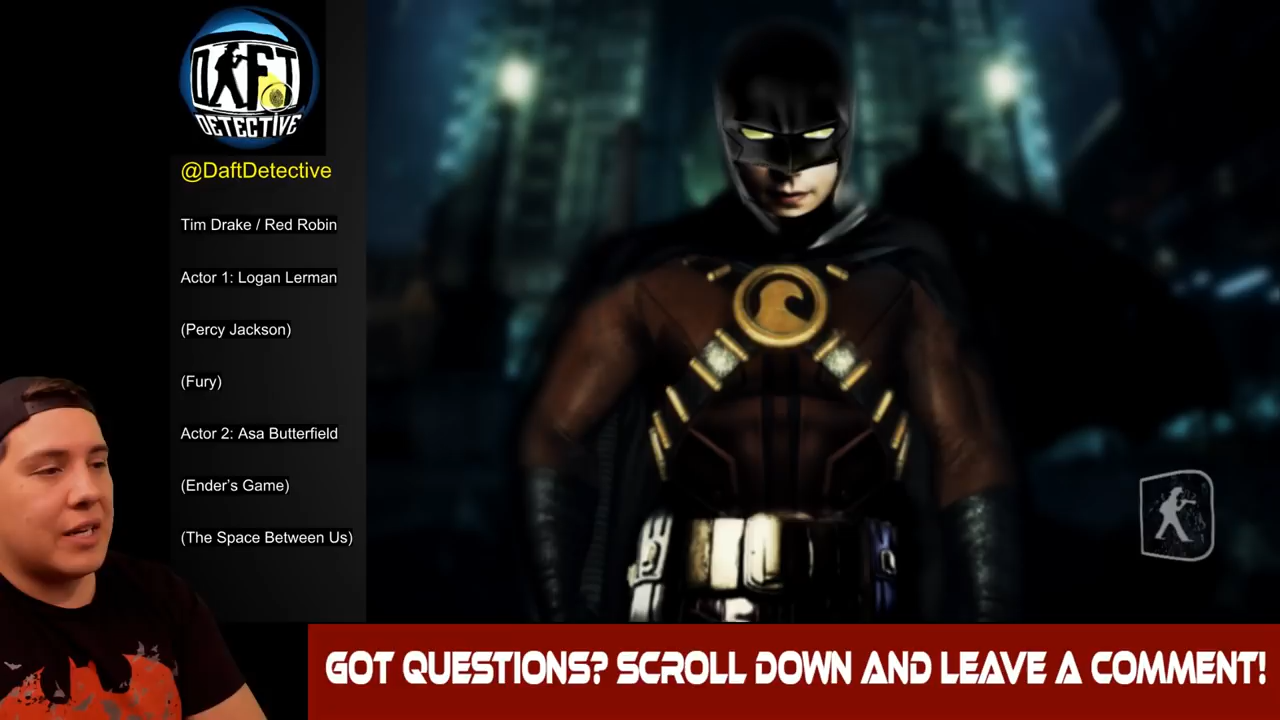 DAFT
DETECTIVE
@DaftDetective
Tim Drake / Red Robin
Actor 1: Logan Lerman
(Percy Jackson)
(Fury)
Actor 2: Asa Butterfield
(Ender's Game)
(The Space Between Us)
GOT QUESTIONS? SCROLL DOWN AND LEAVE A COMMENT!